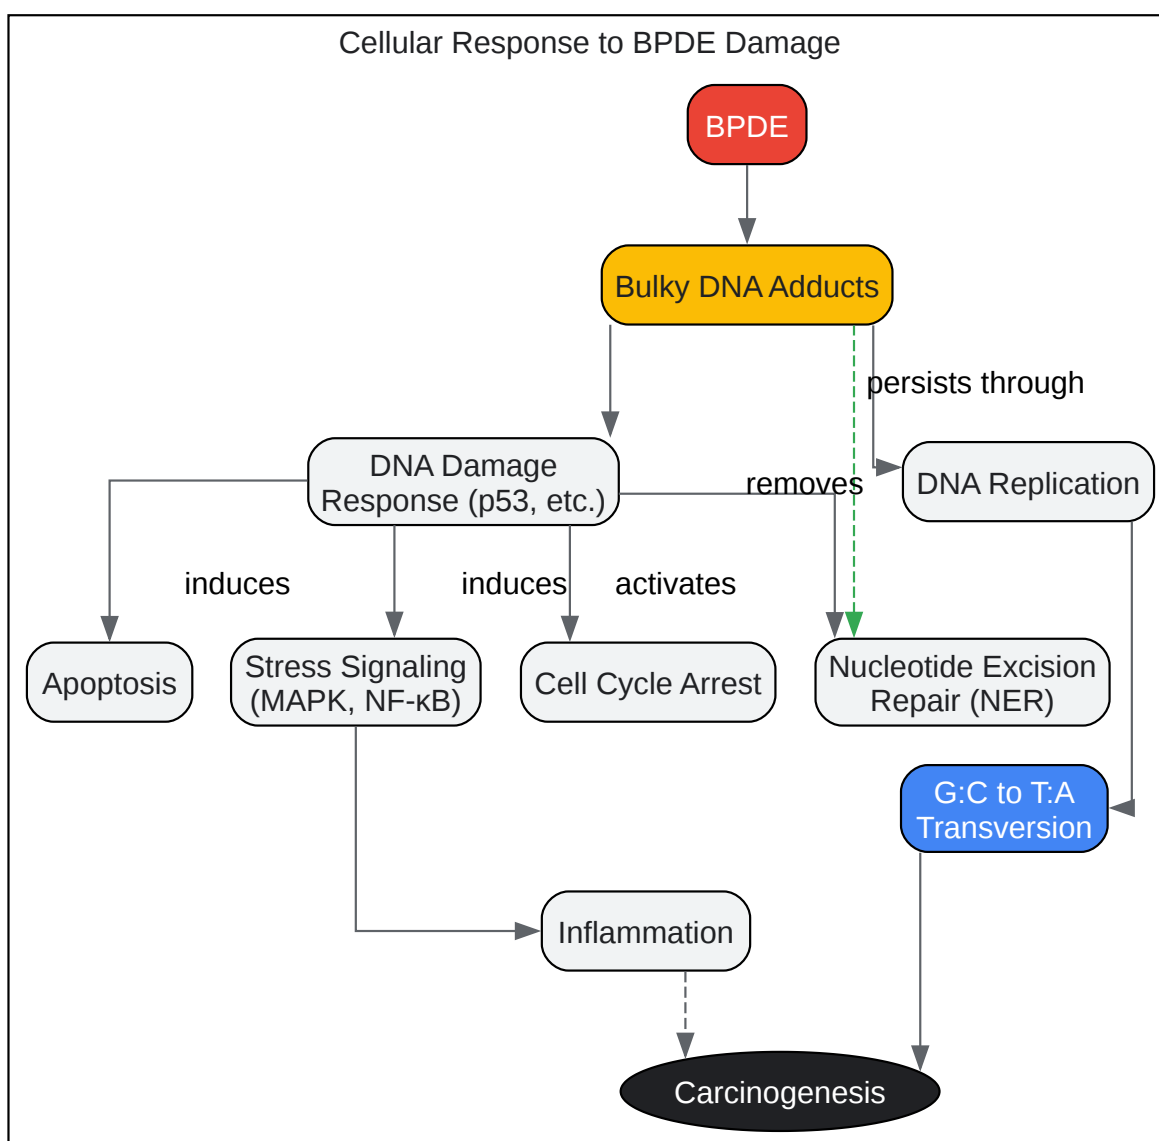 Cellular Response to BPDE Damage
BPDE
Bulky DNA Adducts
persists through
DNA Damage
Response (p53, etc.)
removes
DNA Replication
induces
induces
activates
Apoptosis
Stress Signaling
(MAPK, NF-κB)
Cell Cycle Arrest
Nucleotide Excision
Repair (NER)
G:C to T:A
Transversion
Inflammation
Carcinogenesis